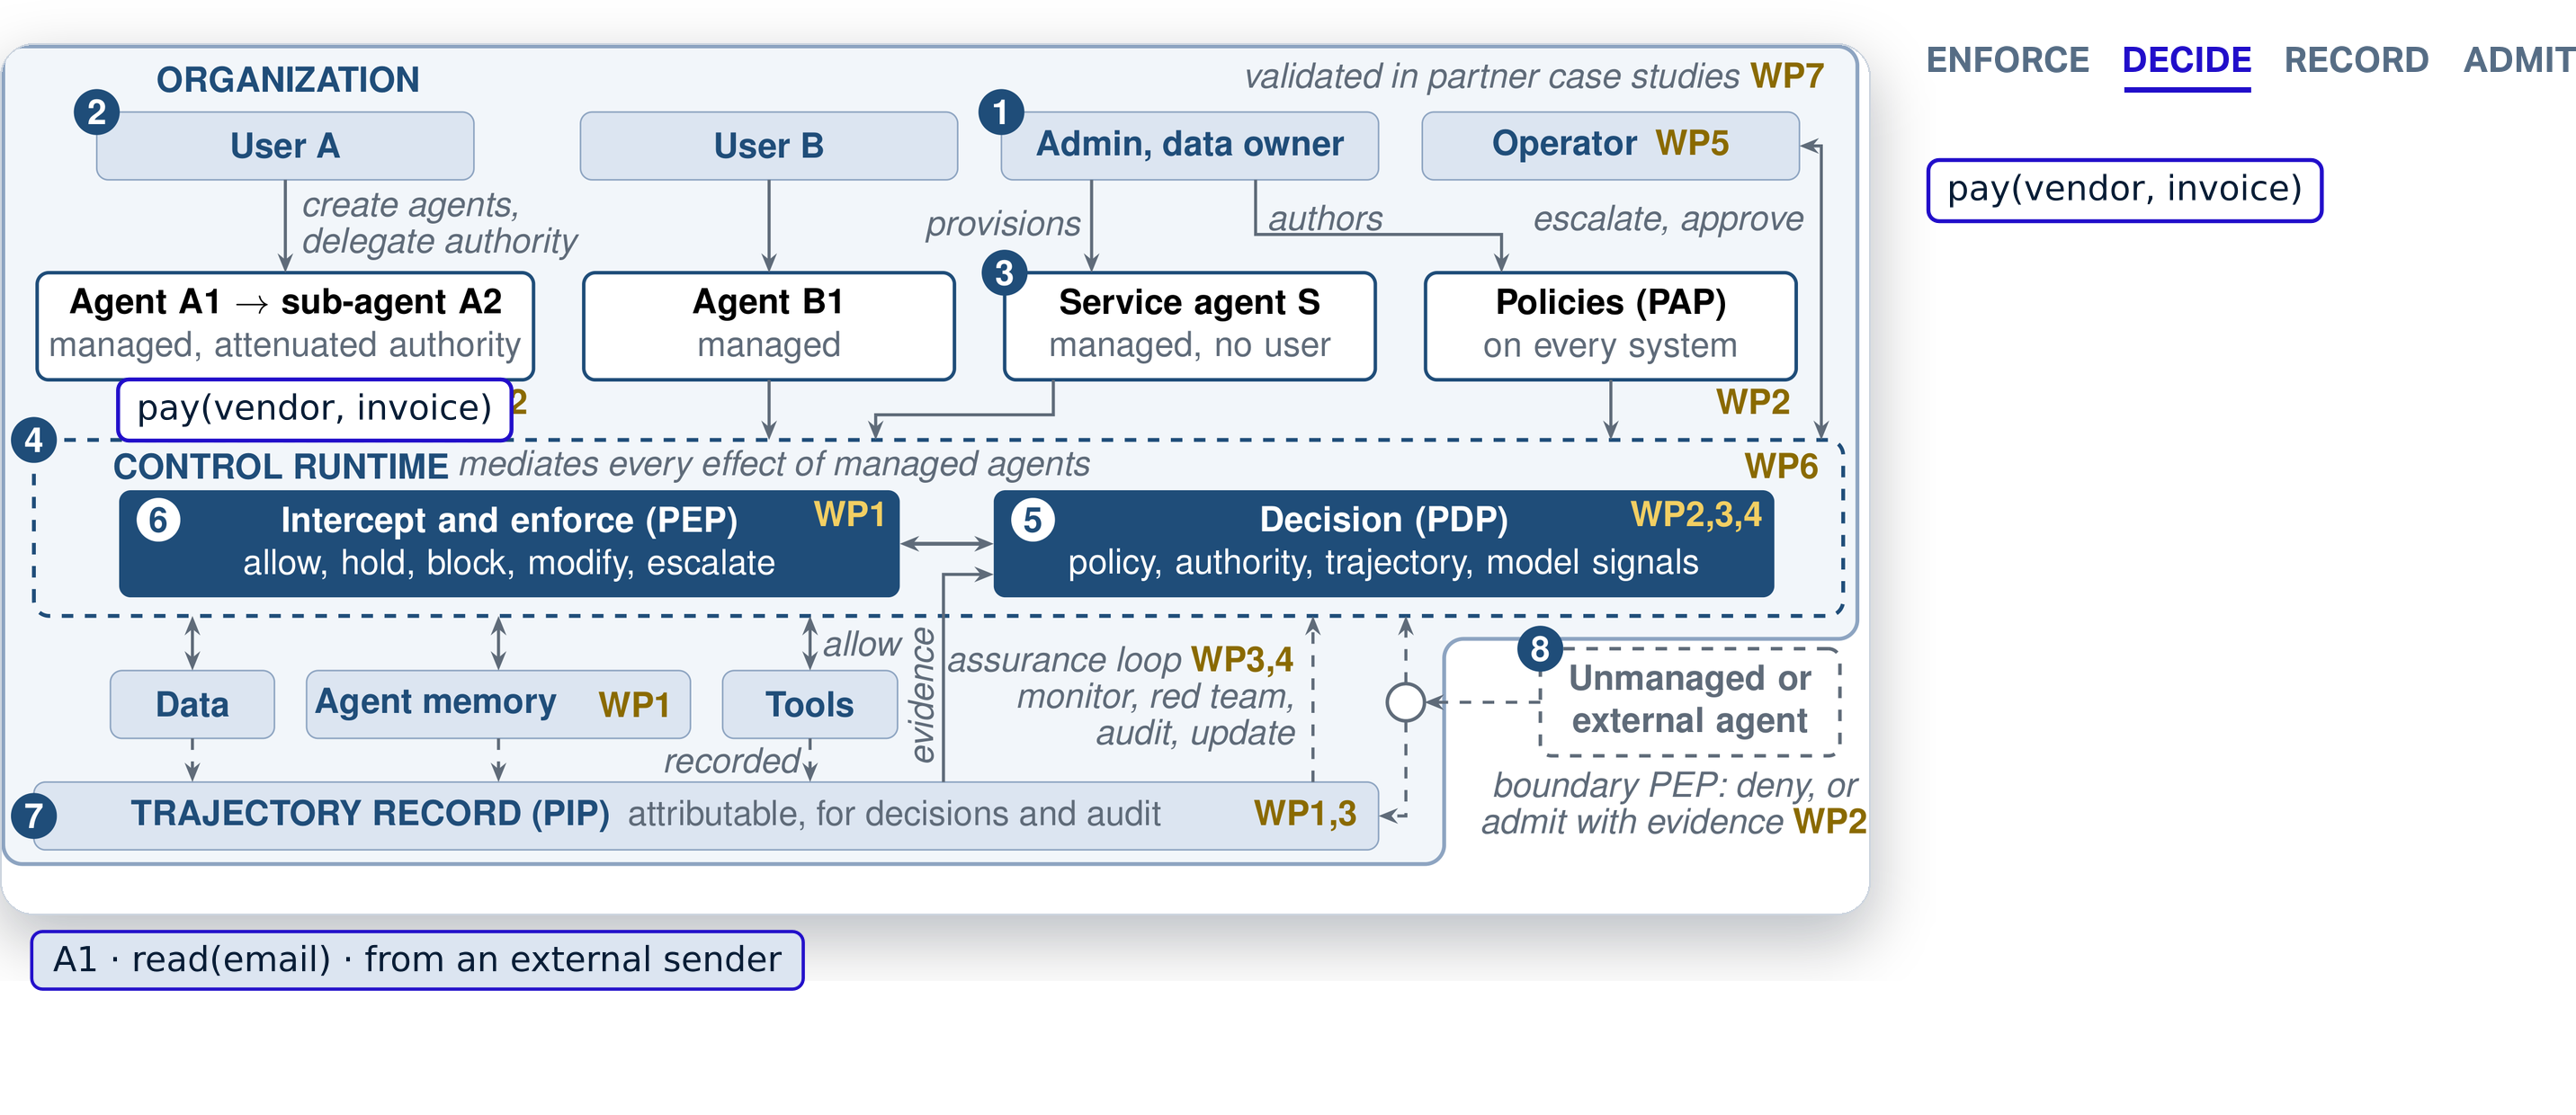 ORGANIZATION
validated in partner case studies WP7
ENFORCE DECIDE RECORD ADMIT
2
User A
User B
1
Admin, data owner
Operator WP5
pay(vendor, invoice)
create agents,
delegate authority
provisions
authors
escalate, approve
Agent A1 → sub-agent A2
managed, attenuated authority
Agent B1
managed
3
Service agent S
managed, no user
Policies (PAP)
on every system
pay(vendor, invoice)
2
WP2
4
CONTROL RUNTIME mediates every effect of managed agents
WP6
6
Intercept and enforce (PEP)
WP1
allow, hold, block, modify, escalate
5
Decision (PDP)
WP2,3,4
policy, authority, trajectory, model signals
allow
evidence
assurance loop WP3,4
monitor, red team,
audit, update
8
Unmanaged or
external agent
Data
Agent memory WP1
Tools
recorded
boundary PEP: deny, or
admit with evidence WP2
7
TRAJECTORY RECORD (PIP) attributable, for decisions and audit
WP1,3
A1 · read(email) · from an external sender